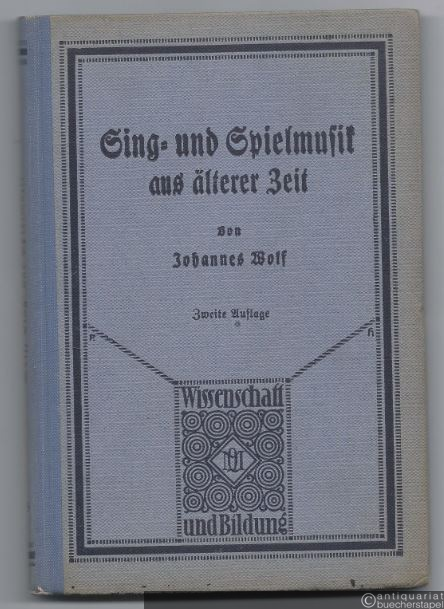 Sing- und Spielmusik
aus älterer Zeit
von
Johannes Wolf
Zweite Auflage
Wissenschaft
und Bildung
©antiquariat
buecherstapel